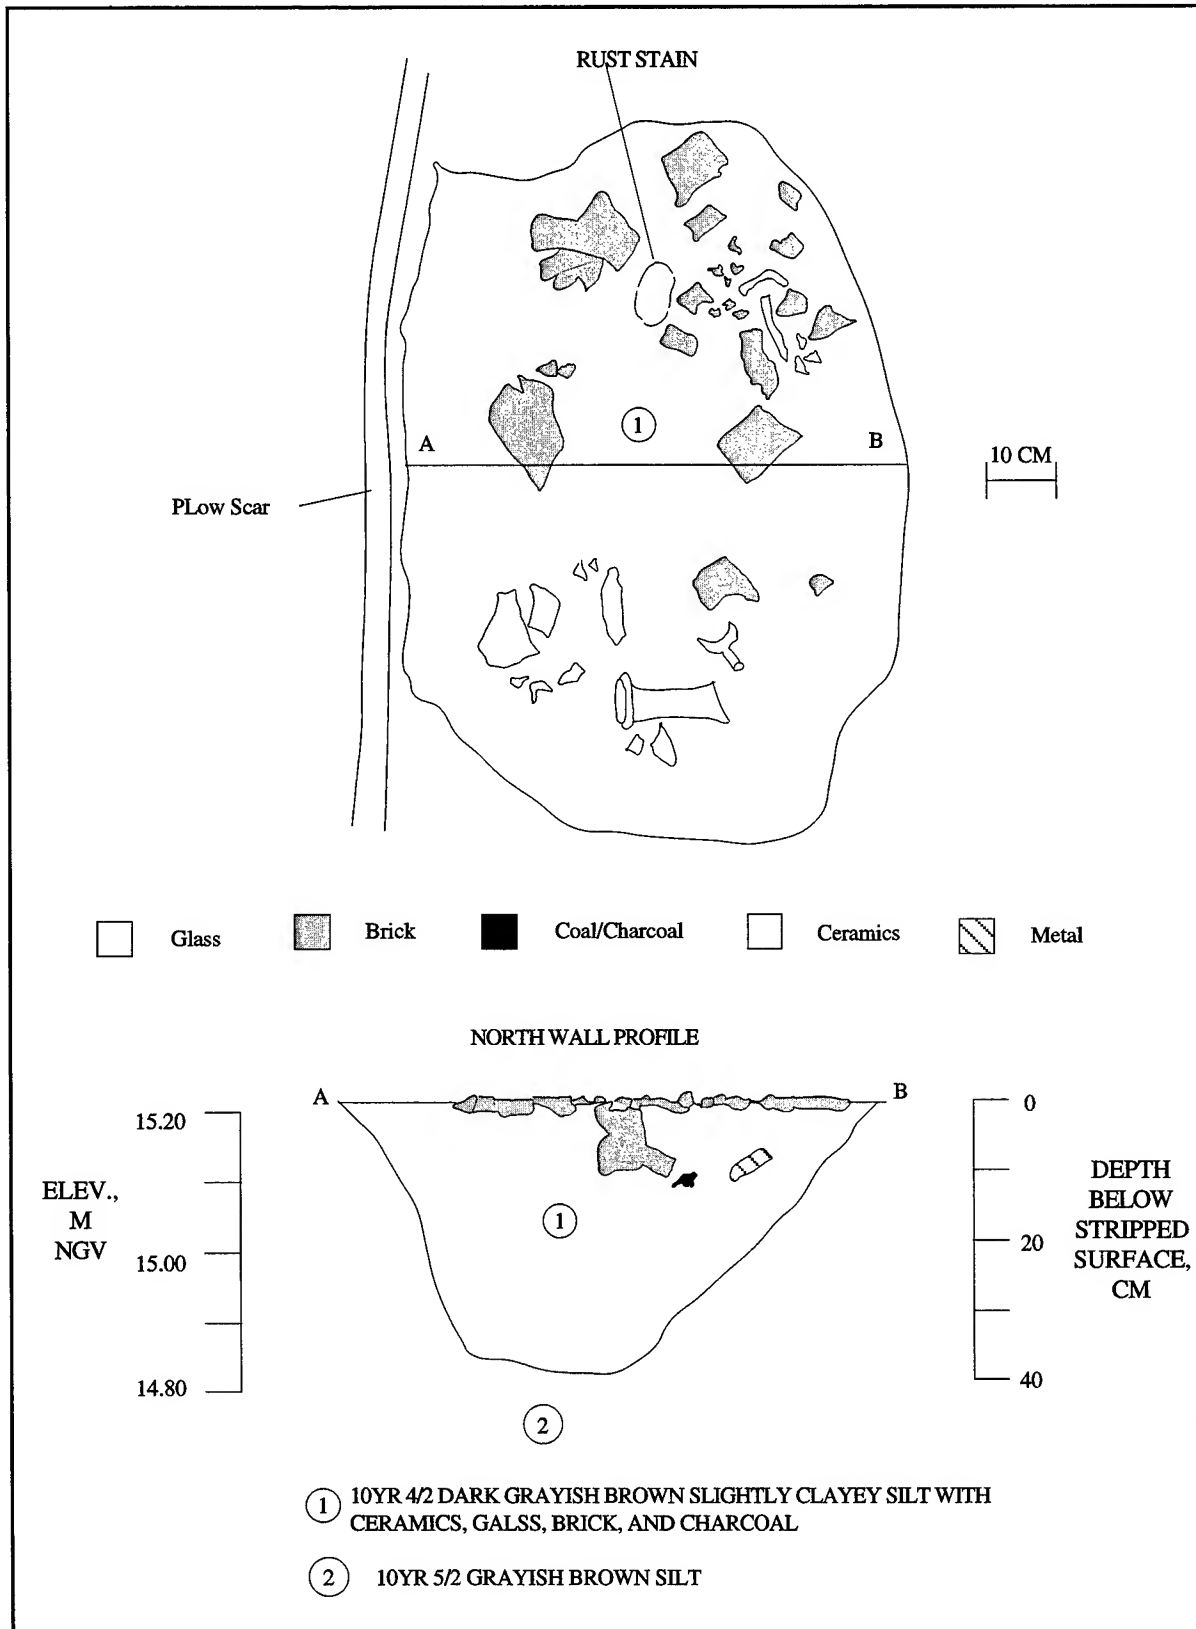 RUST STAIN
1
A
B
10 CM
PLow Scar
Glass
Brick
Coal/Charcoal
Ceramics
Metal
NORTH WALL PROFILE
A
B
15.20
15.00
14.80
ELEV.,
M
NGV
1
2
0
20
40
DEPTH
BELOW
STRIPPED
SURFACE,
CM
1 10YR 4/2 DARK GRAYISH BROWN SLIGHTLY CLAYEY SILT WITH
CERAMICS, GALSS, BRICK, AND CHARCOAL
2 10YR 5/2 GRAYISH BROWN SILT